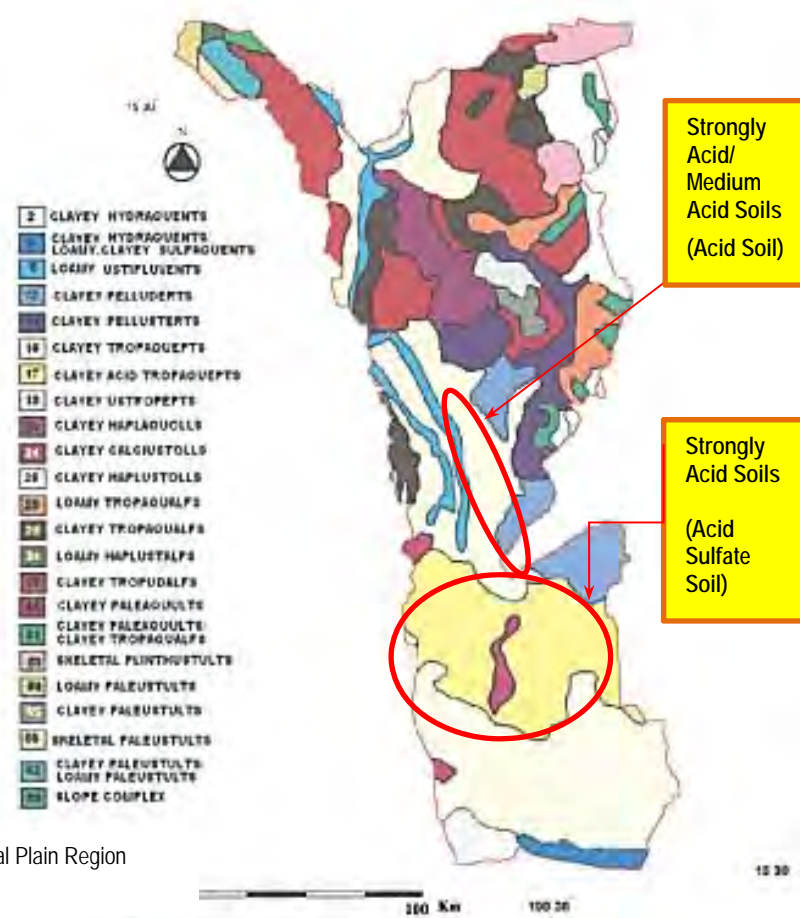 15 30
N
2 CLAYEY HYDRAQUENTS
CLAYEY HYDRAQUENTS
LOAMY, CLAYEY SULFAQUENTS
LOAMY USTIFLUVENTS
CLAYEY PELLUDERTS
CLAYEY PELLUSTERTS
16 CLAYEY TROPAQUEPTS
17 CLAYEY ACID TROPAQUEPTS
CLAYEY USTROPEPTS
CLAYEY HAPLAQUOLLS
24 CLAYEY CALCIUSTOLLS
CLAYEY HAPLUSTOLLS
LOAMY TROPAQUALFS
CLAYEY TROPAQUALFS
LOAMY HAPLUSTALFS
CLAYEY TROPUDALFS
CLAYEY PALEAQUULTS
CLAYEY PALEAQUULTS
CLAYEY TROPAQUALFS
SKELETAL PLINTHUSTULTS
LOAMY PALEUSTULTS
CLAYEY PALEUSTULTS
SKELETAL PALEUSTULTS
CLAYEY PALEUSTULTS
LOAMY PALEUSTULTS
SLOPE COMPLEX
Strongly
Acid/
Medium
Acid Soils
(Acid Soil)
Strongly
Acid Soils
(Acid
Sulfate
Soil)
al Plain Region
100 Km
100 30
15 30